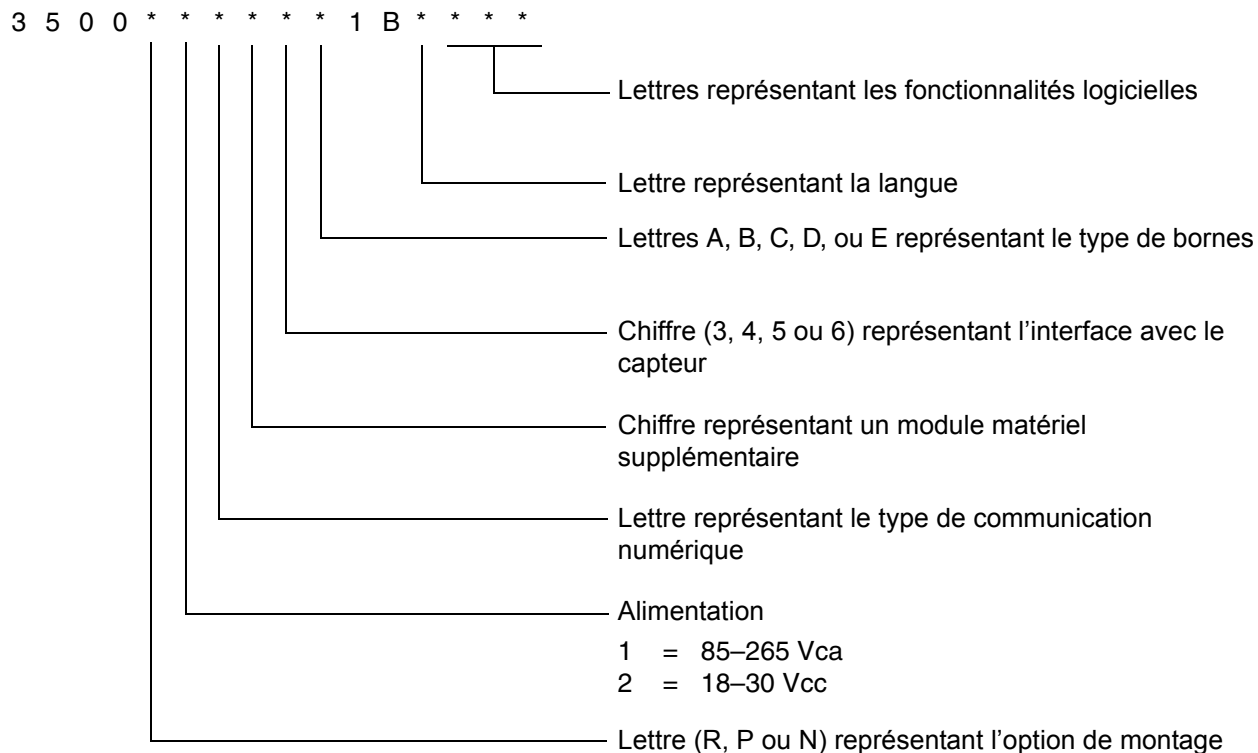 3 5 0 0 * * * * * * 1 B * * * *
Lettres représentant les fonctionnalités logicielles
Lettre représentant la langue
Lettres A, B, C, D, ou E représentant le type de bornes
Chiffre (3, 4, 5 ou 6) représentant l’interface avec le
capteur
Chiffre représentant un module matériel
supplémentaire
Lettre représentant le type de communication
numérique
Alimentation
1 = 85–265 Vca
2 = 18–30 Vcc
Lettre (R, P ou N) représentant l’option de montage